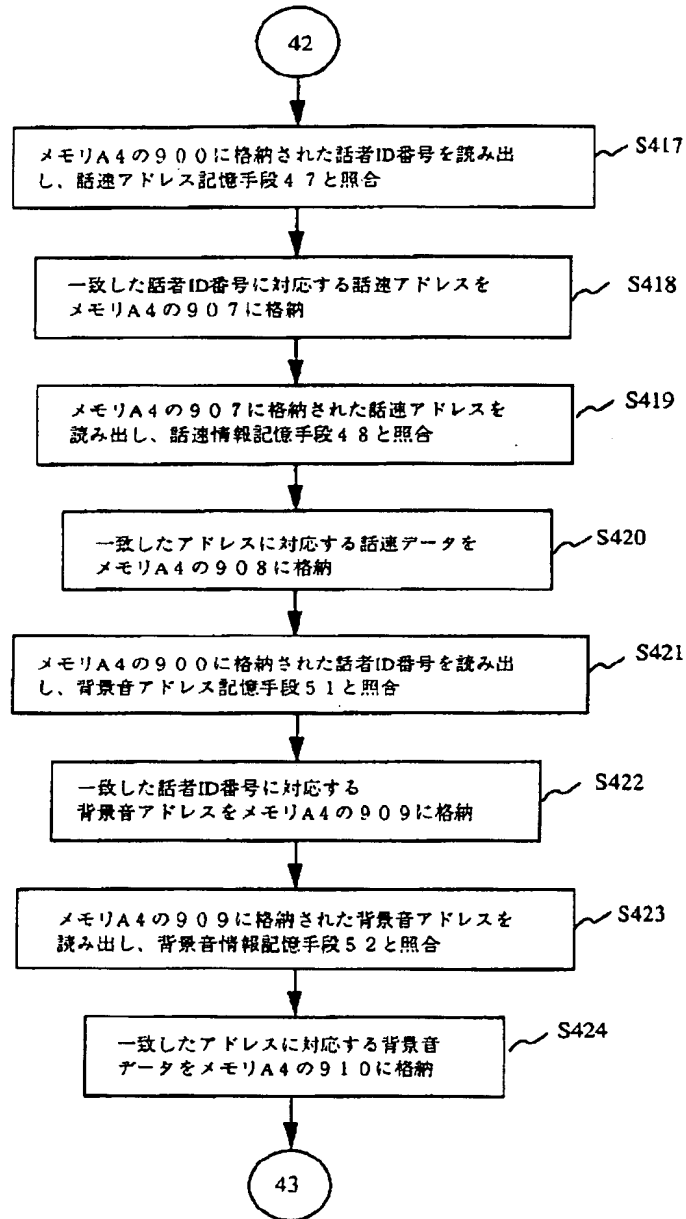 42
メモリA4の900に格納された話者ID番号を読み出
し、話速アドレス記憶手段47と照合
S417
一致した話者ID番号に対応する話速アドレスを
メモリA4の907に格納
S418
メモリA4の907に格納された話速アドレスを
読み出し、話速情報記憶手段48と照合
S419
一致したアドレスに対応する話速データを
メモリA4の908に格納
S420
メモリA4の900に格納された話者ID番号を読み出
し、背景音アドレス記憶手段51と照合
S421
一致した話者ID番号に対応する
背景音アドレスをメモリA4の909に格納
S422
メモリA4の909に格納された背景音アドレスを
読み出し、背景音情報記憶手段52と照合
S423
一致したアドレスに対応する背景音
データをメモリA4の910に格納
S424
43